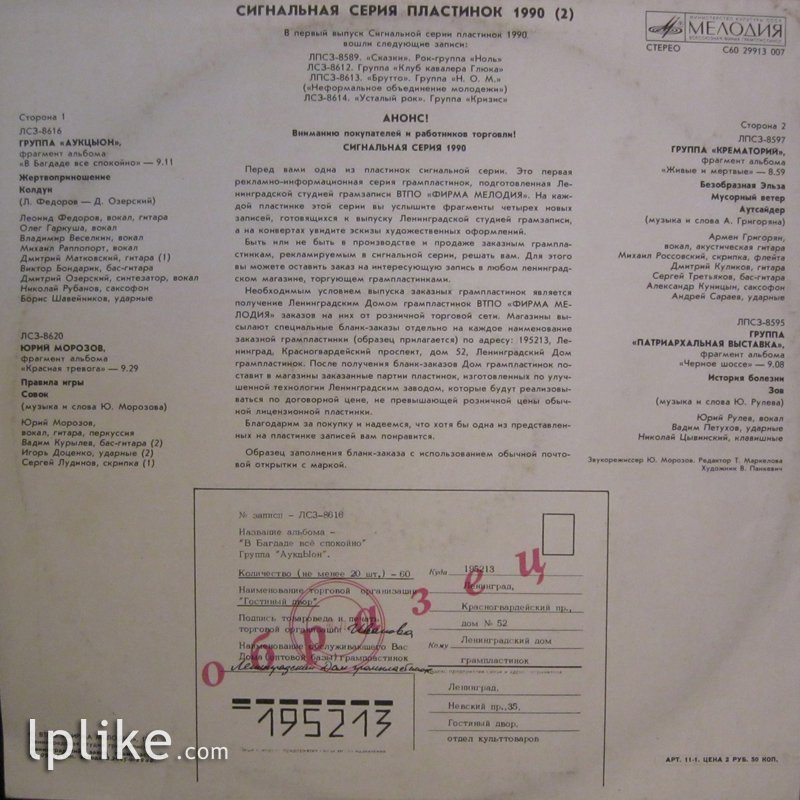 СИГНАЛЬНАЯ СЕРИЯ ПЛАСТИНОК 1990 (2)
МЕЛОДИЯ
СТЕРЕО С60 29913 007
В первый выпуск Сигнальной серии пластинок 1990
вошли следующие записи:
ЛПСЗ-8589. «Сказки». Рок-группа «Ноль»
ЛСЗ-8612. Группа «Клуб кавалера Глюка»
ЛПСЗ-8613. «Брутто». Группа «Н. О. М.»
(«Неформальное объединение молодежи»)
ЛСЗ-8614. «Усталый рок». Группа «Кризис»
Сторона 1
ЛСЗ-8616
ГРУППА «АУКЦЫОН»,
фрагмент альбома
«В Багдаде все спокойно» — 9.11
Жертвоприношение
Колдун
(Л. Федоров — Д. Озерский)
Леонид Федоров, вокал, гитара
Олег Гаркуша, вокал
Владимир Веселкин, вокал
Михаил Раппопорт, вокал
Дмитрий Матковский, гитара (1)
Виктор Бондарик, бас-гитара
Дмитрий Озерский, синтезатор, вокал
Николай Рубанов, саксофон
Борис Шавейников, ударные
ЛСЗ-8620
ЮРИЙ МОРОЗОВ,
фрагмент альбома
«Красная тревога» — 9.29
Правила игры
Совок
(музыка и слова Ю. Морозова)
Юрий Морозов,
вокал, гитара, перкуссия
Вадим Курылев, бас-гитара (2)
Игорь Доценко, ударные (2)
Сергей Лудинов, скрипка (1)
АНОНС!
Вниманию покупателей и работников торговли!
СИГНАЛЬНАЯ СЕРИЯ 1990
Перед вами одна из пластинок сигнальной серии. Это первая
рекламно-информационная серия грампластинок, подготовленная Ле-
нинградской студией грамзаписи ВТПО «ФИРМА МЕЛОДИЯ». На каж-
дой пластинке этой серии вы услышите фрагменты четырех новых
записей, готовящихся к выпуску Ленинградской студией грамзаписи,
а на конвертах увидите эскизы художественных оформлений.
Быть или не быть в производстве и продаже заказным грампла-
стинкам, рекламируемым в сигнальной серии, решать вам. Для этого
вы можете оставить заказ на интересующую запись в любом ленинград-
ском магазине, торгующем грампластинками.
Необходимым условием выпуска заказных грампластинок является
получение Ленинградским Домом грампластинок ВТПО «ФИРМА МЕ-
ЛОДИЯ» заказов на них от розничной торговой сети. Магазины вы-
сылают специальные бланк-заказы отдельно на каждое наименование
заказной грампластинки (образец прилагается) по адресу: 195213, Ле-
нинград, Красногвардейский проспект, дом 52, Ленинградский Дом
грампластинок. После получения бланк-заказов Дом грампластинок по-
ставит в магазины заказанные партии пластинок, изготовленных по улуч-
шенной технологии Ленинградским заводом, которые будут реализовы-
ваться по договорной цене, не превышающей розничной цены обыч-
ной лицензионной пластинки.
Благодарим за покупку и надеемся, что хотя бы одна из представлен-
ных на пластинке записей вам понравится.
Образец заполнения бланк-заказа с использованием обычной почто-
вой открытки с маркой.
Сторона 2
ЛПСЗ-8597
ГРУППА «КРЕМАТОРИЙ»,
фрагмент альбома
«Живые и мертвые» — 8.59
Безобразная Эльза
Мусорный ветер
Аутсайдер
(музыка и слова А. Григоряна)
Армен Григорян,
вокал, акустическая гитара
Михаил Россовский, скрипка, флейта
Дмитрий Куликов, гитара
Сергей Третьяков, бас-гитара
Александр Куницын, саксофон
Андрей Сараев, ударные
ЛПСЗ-8595
ГРУППА
«ПАТРИАРХАЛЬНАЯ ВЫСТАВКА»,
фрагмент альбома
«Черное шоссе» — 9.08
История болезни
Зов
(музыка и слова Ю. Рулева)
Юрий Рулев, вокал
Вадим Петухов, ударные
Николай Цывинский, клавишные
Звукорежиссер Ю. Морозов. Редактор Т. Маркелова
Художник В. Панкевич
№ записи - ЛСЗ-8616
Название альбома -
"В Багдаде всё спокойно"
Группа "АукцЫон".
Количество (не менее 20 шт.) - 60
Наименование торговой организации
"Гостиный двор"
Подпись товароведа и печать
торговой организации Иванова
Наименование обслуживающего Вас
Дома (оптовой базы) грампластинок
Ленинградский Дом грампластинок
195213
образец
Куда 195213
Ленинград,
Красногвардейский пр.,
дом № 52
Кому Ленинградский дом
грампластинок
Ленинград,
Невский пр.,35,
Гостиный двор,
отдел культтоваров
АРТ. 11-1. ЦЕНА 2 РУБ. 50 КОП.
lplike.com